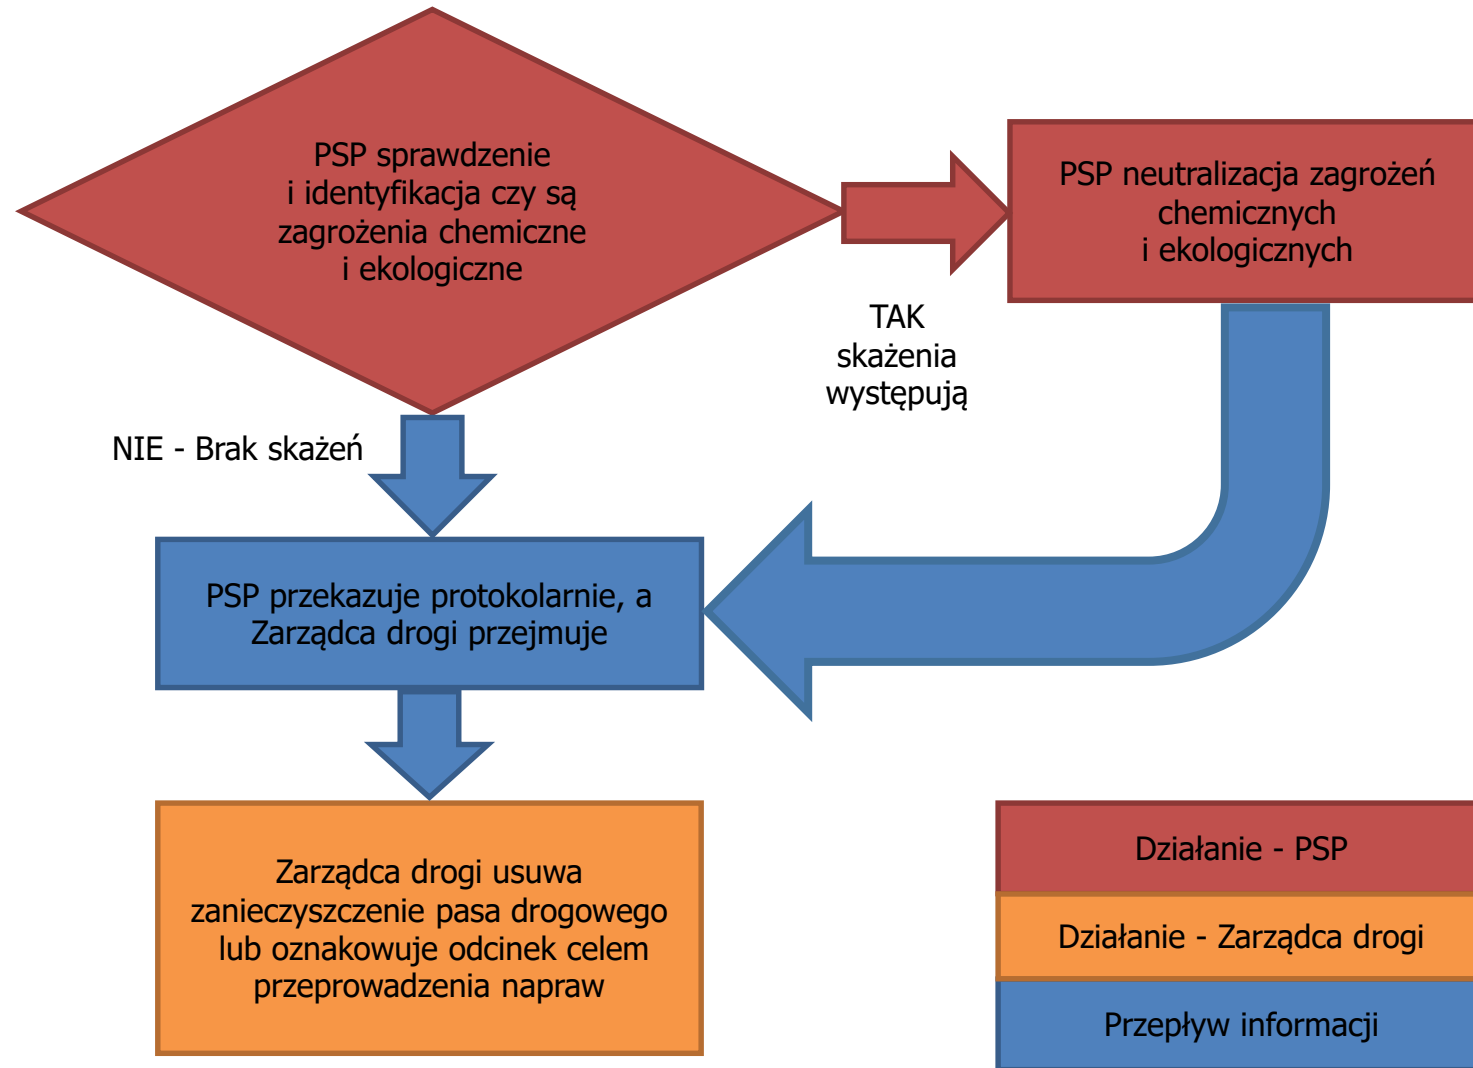 PSP sprawdzenie
i identyfikacja czy są
zagrożenia chemiczne
i ekologiczne
PSP neutralizacja zagrożeń
chemicznych
i ekologicznych
TAK
skażenia
występują
NIE - Brak skażeń
PSP przekazuje protokolarnie, a
Zarządca drogi przejmuje
Zarządca drogi usuwa
zanieczyszczenie pasa drogowego
lub oznakowuje odcinek celem
przeprowadzenia napraw
Działanie - PSP
Działanie - Zarządca drogi
Przepływ informacji